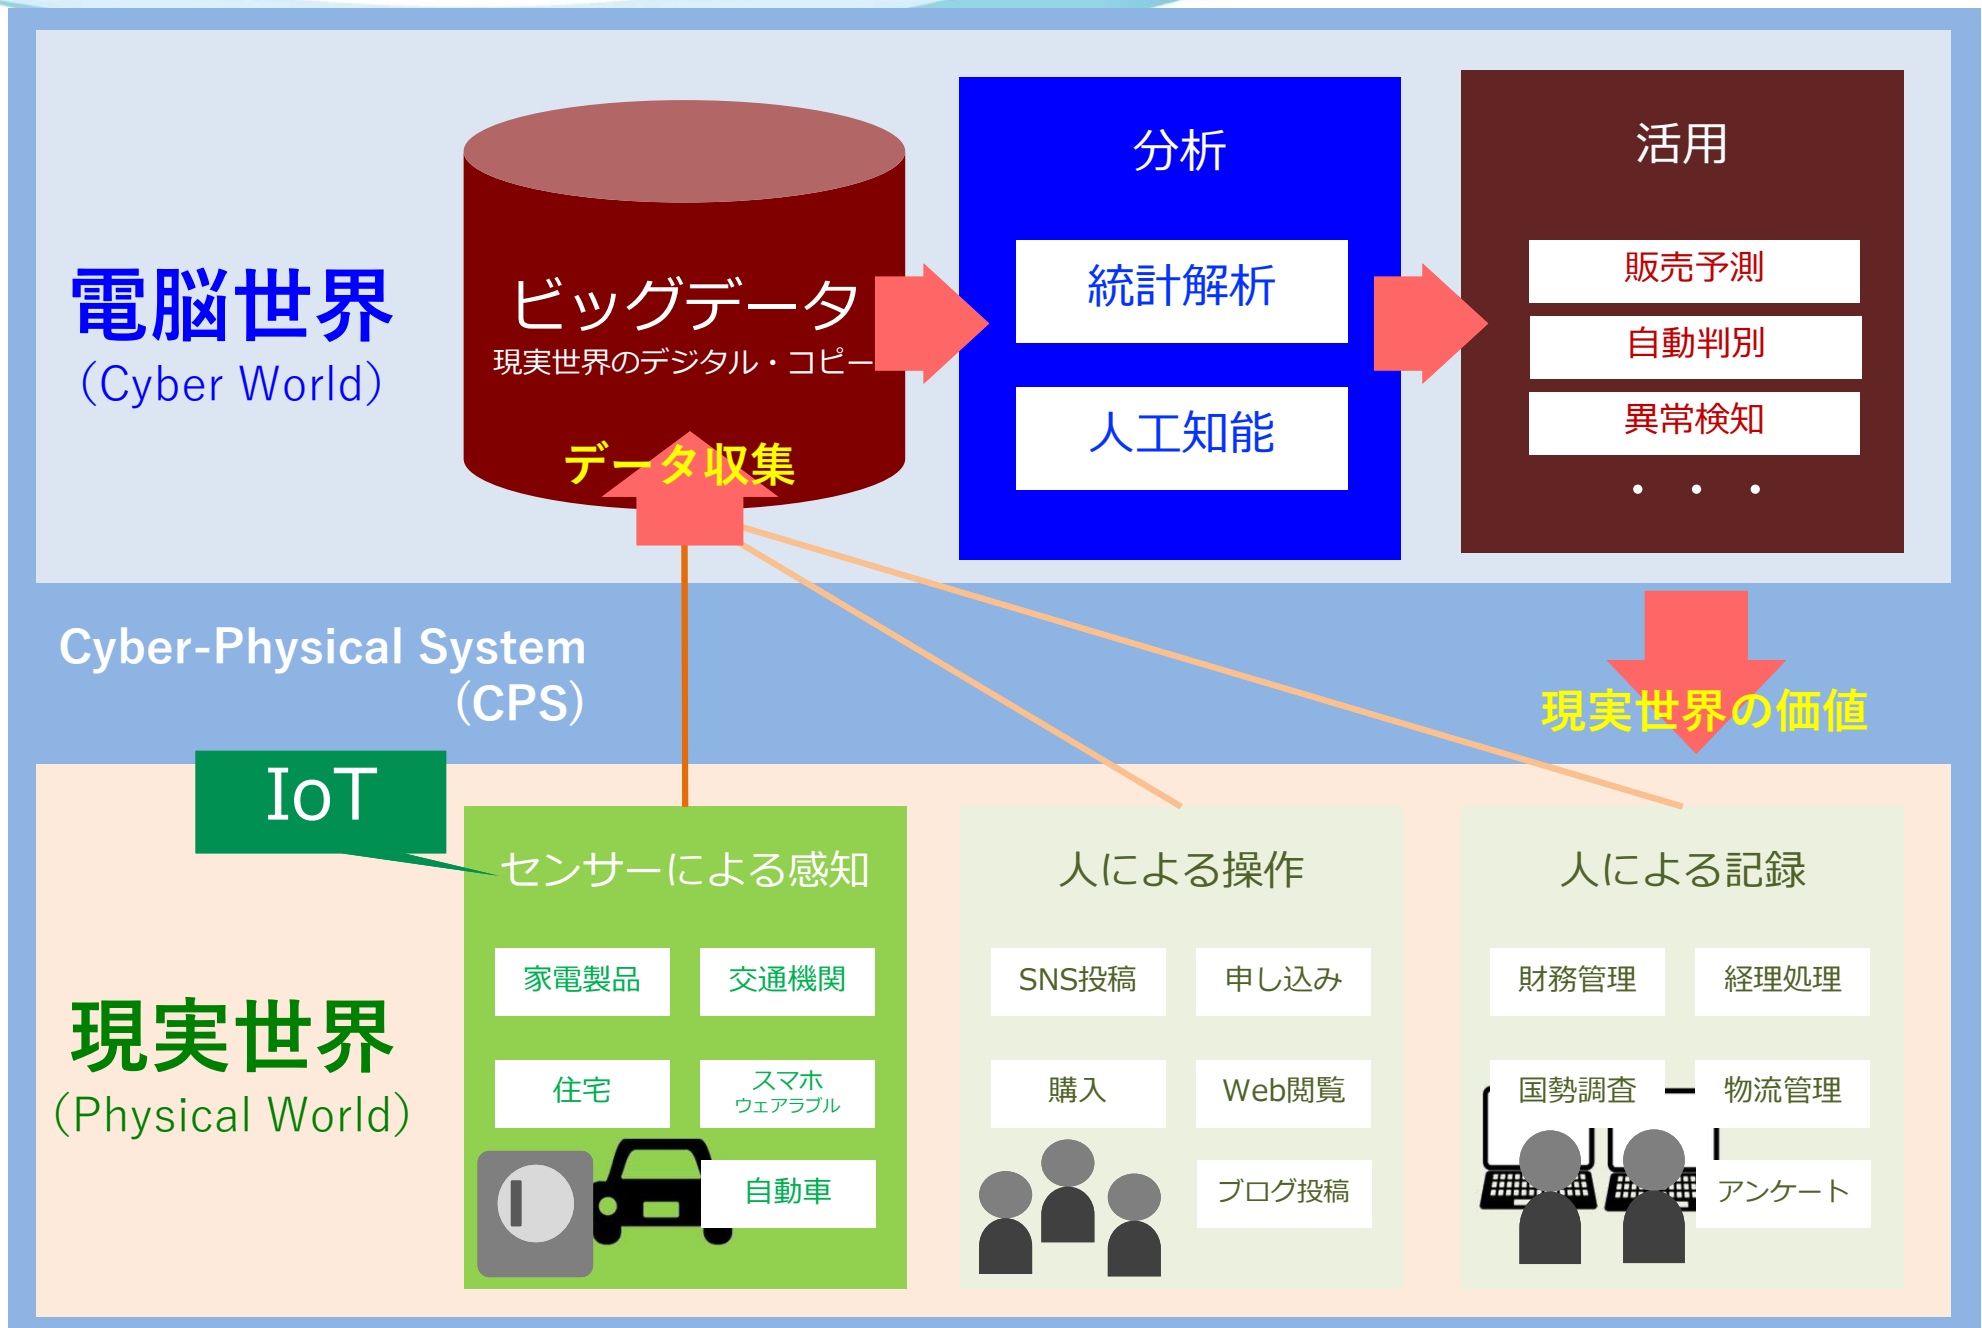 電脳世界
（Cyber World）
ビッグデータ
現実世界のデジタル・コピー
データ収集
分析
統計解析
人工知能
活用
販売予測
自動判別
異常検知
・・・
Cyber-Physical System
（CPS）
現実世界の価値
IoT
現実世界
（Physical World）
センサーによる感知
家電製品
交通機関
住宅
スマホ
ウェアラブル
自動車
人による操作
SNS投稿
申し込み
購入
Web閲覧
ブログ投稿
人による記録
財務管理
経理処理
国勢調査
物流管理
アンケート